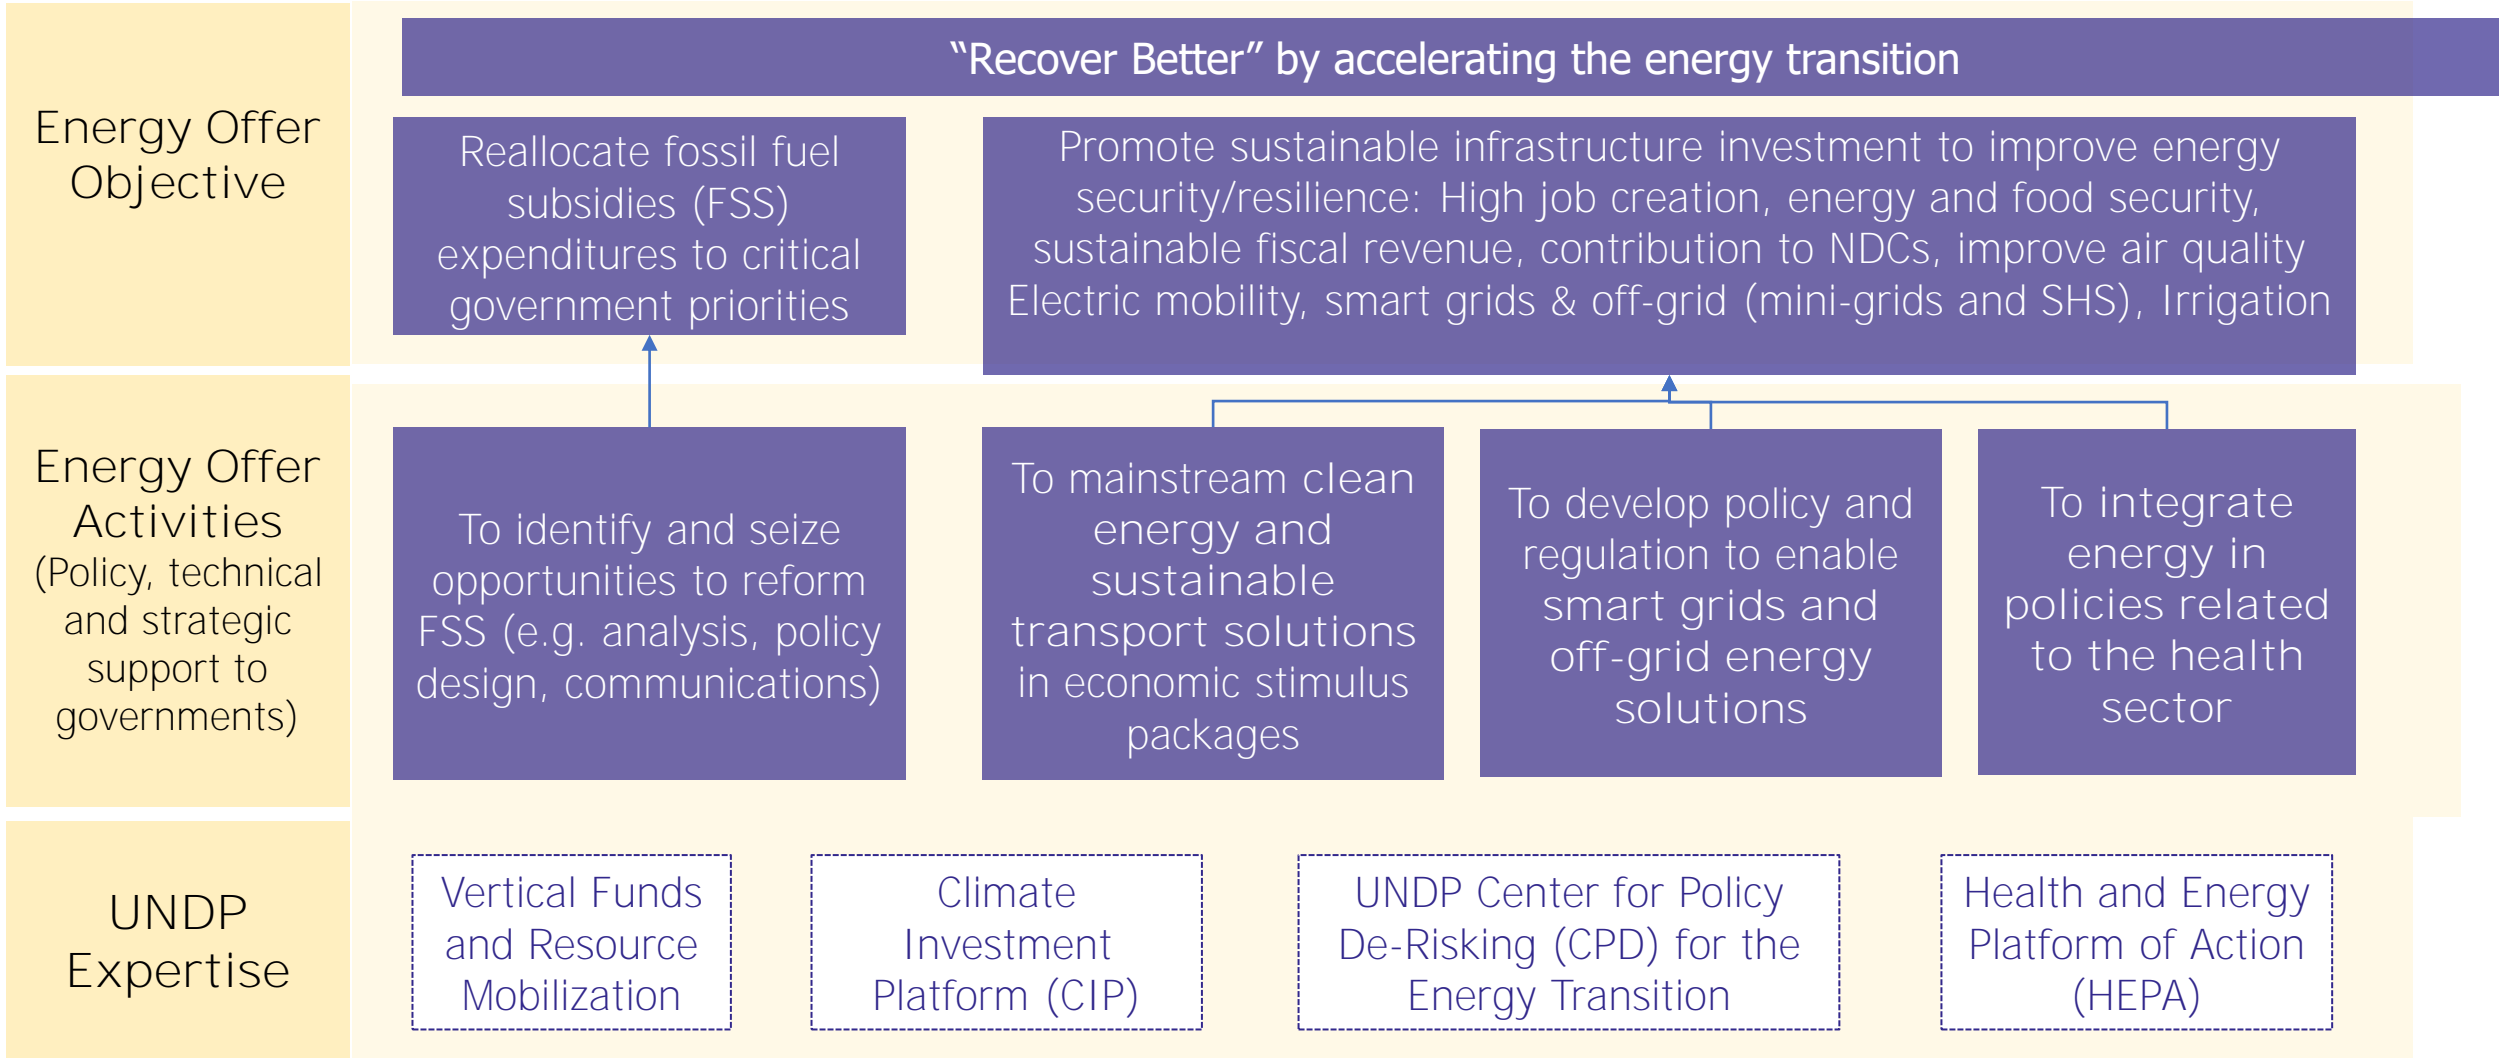 “Recover Better” by accelerating the energy transition
Energy Offer
Objective
Reallocate fossil fuel
subsidies (FSS)
expenditures to critical
government priorities
Promote sustainable infrastructure investment to improve energy
security/resilience: High job creation, energy and food security,
sustainable fiscal revenue, contribution to NDCs, improve air quality
Electric mobility, smart grids & off-grid (mini-grids and SHS), Irrigation
Energy Offer
Activities
(Policy, technical
and strategic
support to
governments)
To identify and seize
opportunities to reform
FSS (e.g. analysis, policy
design, communications)
To mainstream clean
energy and
sustainable
transport solutions
in economic stimulus
packages
To develop policy and
regulation to enable
smart grids and
off-grid energy
solutions
To integrate
energy in
policies related
to the health
sector
UNDP
Expertise
Vertical Funds
and Resource
Mobilization
Climate
Investment
Platform (CIP)
UNDP Center for Policy
De-Risking (CPD) for the
Energy Transition
Health and Energy
Platform of Action
(HEPA)